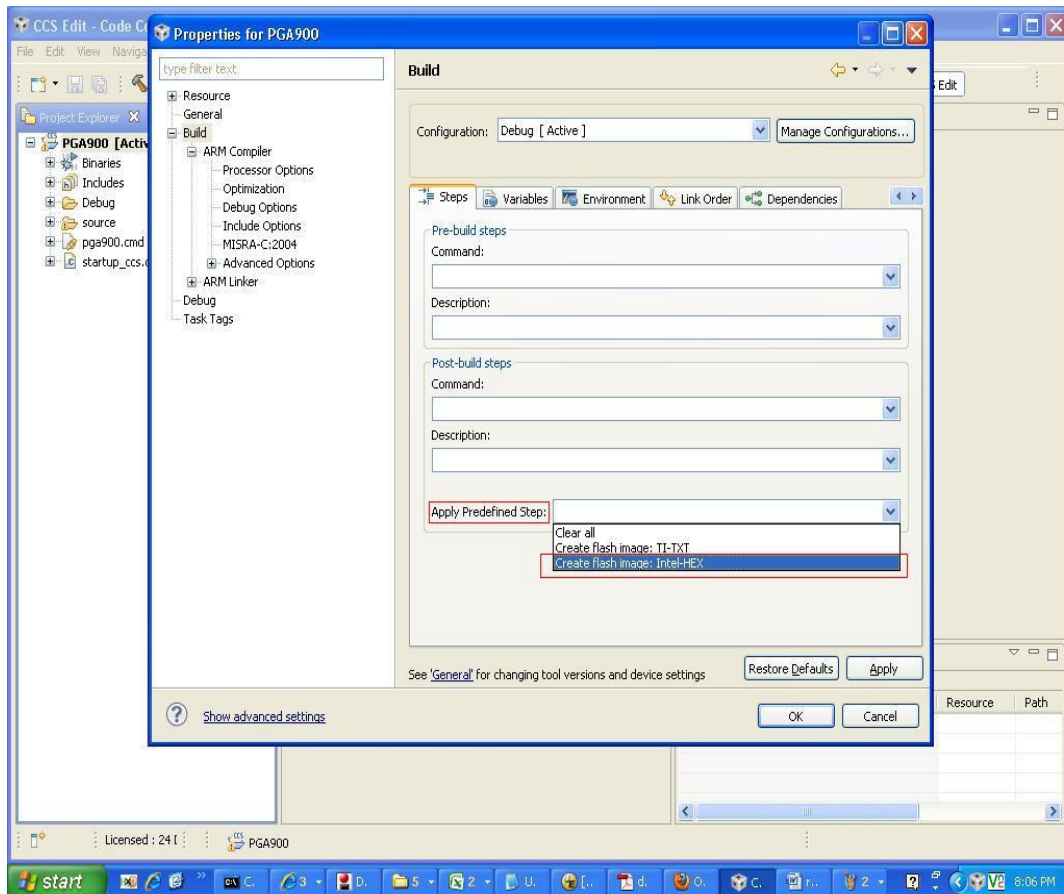 CCS Edit - Code Co
Properties for PGA900
File Edit View Naviga
type filter text
Build
S Edit
Project Explorer
Resource
General
Build
ARM Compiler
Processor Options
Optimization
Debug Options
Include Options
MISRA-C:2004
Advanced Options
ARM Linker
Debug
Task Tags
PGA900 [Activ
Binaries
Includes
Debug
source
pga900.cmd
startup_ccs.c
Configuration: Debug [ Active ] Manage Configurations...
Steps Variables Environment Link Order Dependencies
Pre-build steps
Command:
Description:
Post-build steps
Command:
Description:
Apply Predefined Step:
Clear all
Create flash image: TI-TXT
Create flash image: Intel-HEX
See 'General' for changing tool versions and device settings
Restore Defaults Apply
Show advanced settings
OK Cancel
Resource Path
Licensed : 24 PGA900
start C. 3 D. 5 2 U. [.. d. O. C. r.. 2 8:06 PM